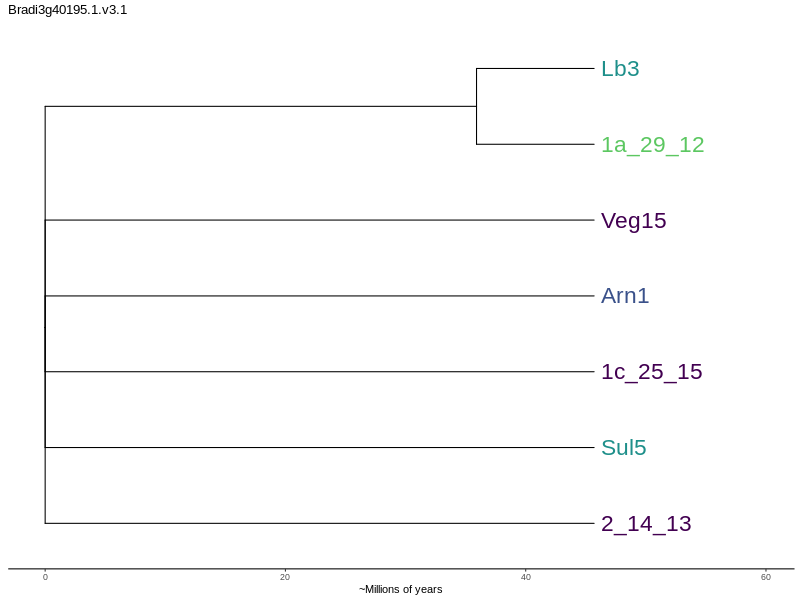 Bradi3g40195.1.v3.1
Lb3
1a_29_12
Veg15
Arn1
1c_25_15
Sul5
2_14_13
0 20 40 60
~Millions of years